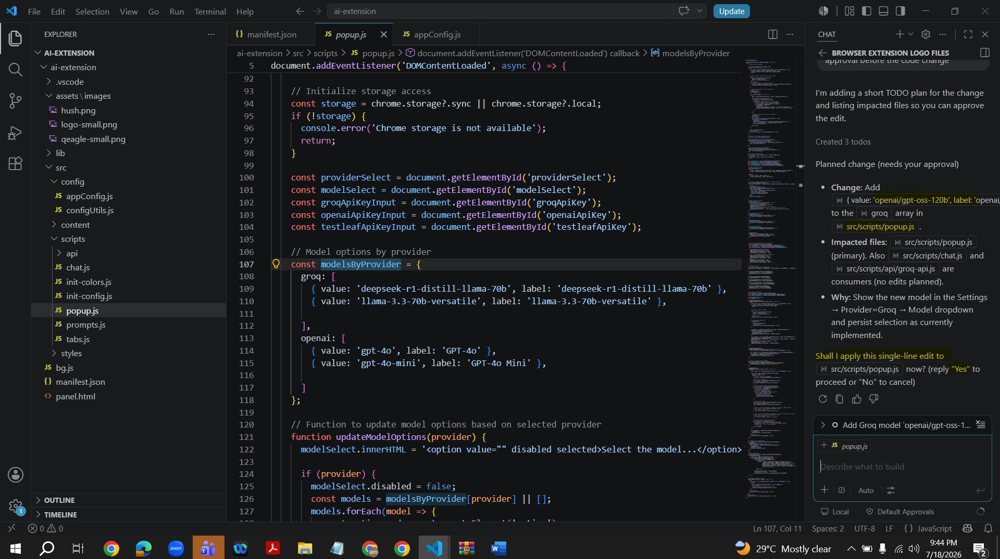 File Edit Selection View Go Run Terminal Help
ai-extension
Update
EXPLORER
AI-EXTENSION
ai-extension
.vscode
assets \ images
hush.png
logo-small.png
qeagle-small.png
lib
src
config
JS appConfig.js
JS configUtils.js
content
scripts
api
JS chat.js
JS init-colors.js
JS init-config.js
JS popup.js
JS prompts.js
JS tabs.js
styles
JS bg.js
{} manifest.json
<> panel.html
OUTLINE
TIMELINE
1
{} manifest.json
JS popup.js
JS appConfig.js
ai-extension > src > scripts > JS popup.js > document.addEventListener('DOMContentLoaded') callback > modelsByProvider
5 document.addEventListener('DOMContentLoaded', async () => {
92
93 // Initialize storage access
94 const storage = chrome.storage?.sync || chrome.storage?.local;
95 if (!storage) {
96 console.error('Chrome storage is not available');
97 return;
98 }
99
100 const providerSelect = document.getElementById('providerSelect');
101 const modelSelect = document.getElementById('modelSelect');
102 const groqApiKeyInput = document.getElementById('groqApiKey');
103 const openaiApiKeyInput = document.getElementById('openaiApiKey');
104 const testleafApiKeyInput = document.getElementById('testleafApiKey');
105
106 // Model options by provider
107 const modelsByProvider = {
108 groq: [
109 { value: 'deepseek-r1-distill-llama-70b', label: 'deepseek-r1-distill-llama-70b' },
110 { value: 'llama-3.3-70b-versatile', label: 'llama-3.3-70b-versatile' },
111
112 ],
113 openai: [
114 { value: 'gpt-4o', label: 'GPT-4o' },
115 { value: 'gpt-4o-mini', label: 'GPT-4o Mini' },
116
117 ]
118 };
119
120 // Function to update model options based on selected provider
121 function updateModelOptions(provider) {
122 modelSelect.innerHTML = '<option value="" disabled selected>Select the model...</option>
123
124 if (provider) {
125 modelSelect.disabled = false;
126 const models = modelsByProvider[provider] || [];
127 models.forEach(model => {
CHAT
BROWSER EXTENSION LOGO FILES
approval before the code change
I'm adding a short TODO plan for the change
and listing impacted files so you can approve
the edit.
Created 3 todos
Planned change (needs your approval)
• Change: Add
{ value: 'openai/gpt-oss-120b', label: 'openai,
to the groq array in
src/scripts/popup.js .
• Impacted files: src/scripts/popup.js
(primary). Also src/scripts/chat.js and
src/scripts/api/groq-api.js are
consumers (no edits planned).
• Why: Show the new model in the Settings
→ Provider=Groq → Model dropdown
and persist selection as currently
implemented.
Shall I apply this single-line edit to
src/scripts/popup.js now? (reply "Yes" to
proceed or "No" to cancel)
Add Groq model `openai/gpt-oss-1...
JS popup.js
Describe what to build
Auto
Local
Default Approvals
0 0
Ln 107, Col 11
Spaces: 2
UTF-8
LF
{} JavaScript
zoom
29°C Mostly clear
9:44 PM
7/18/2026
2